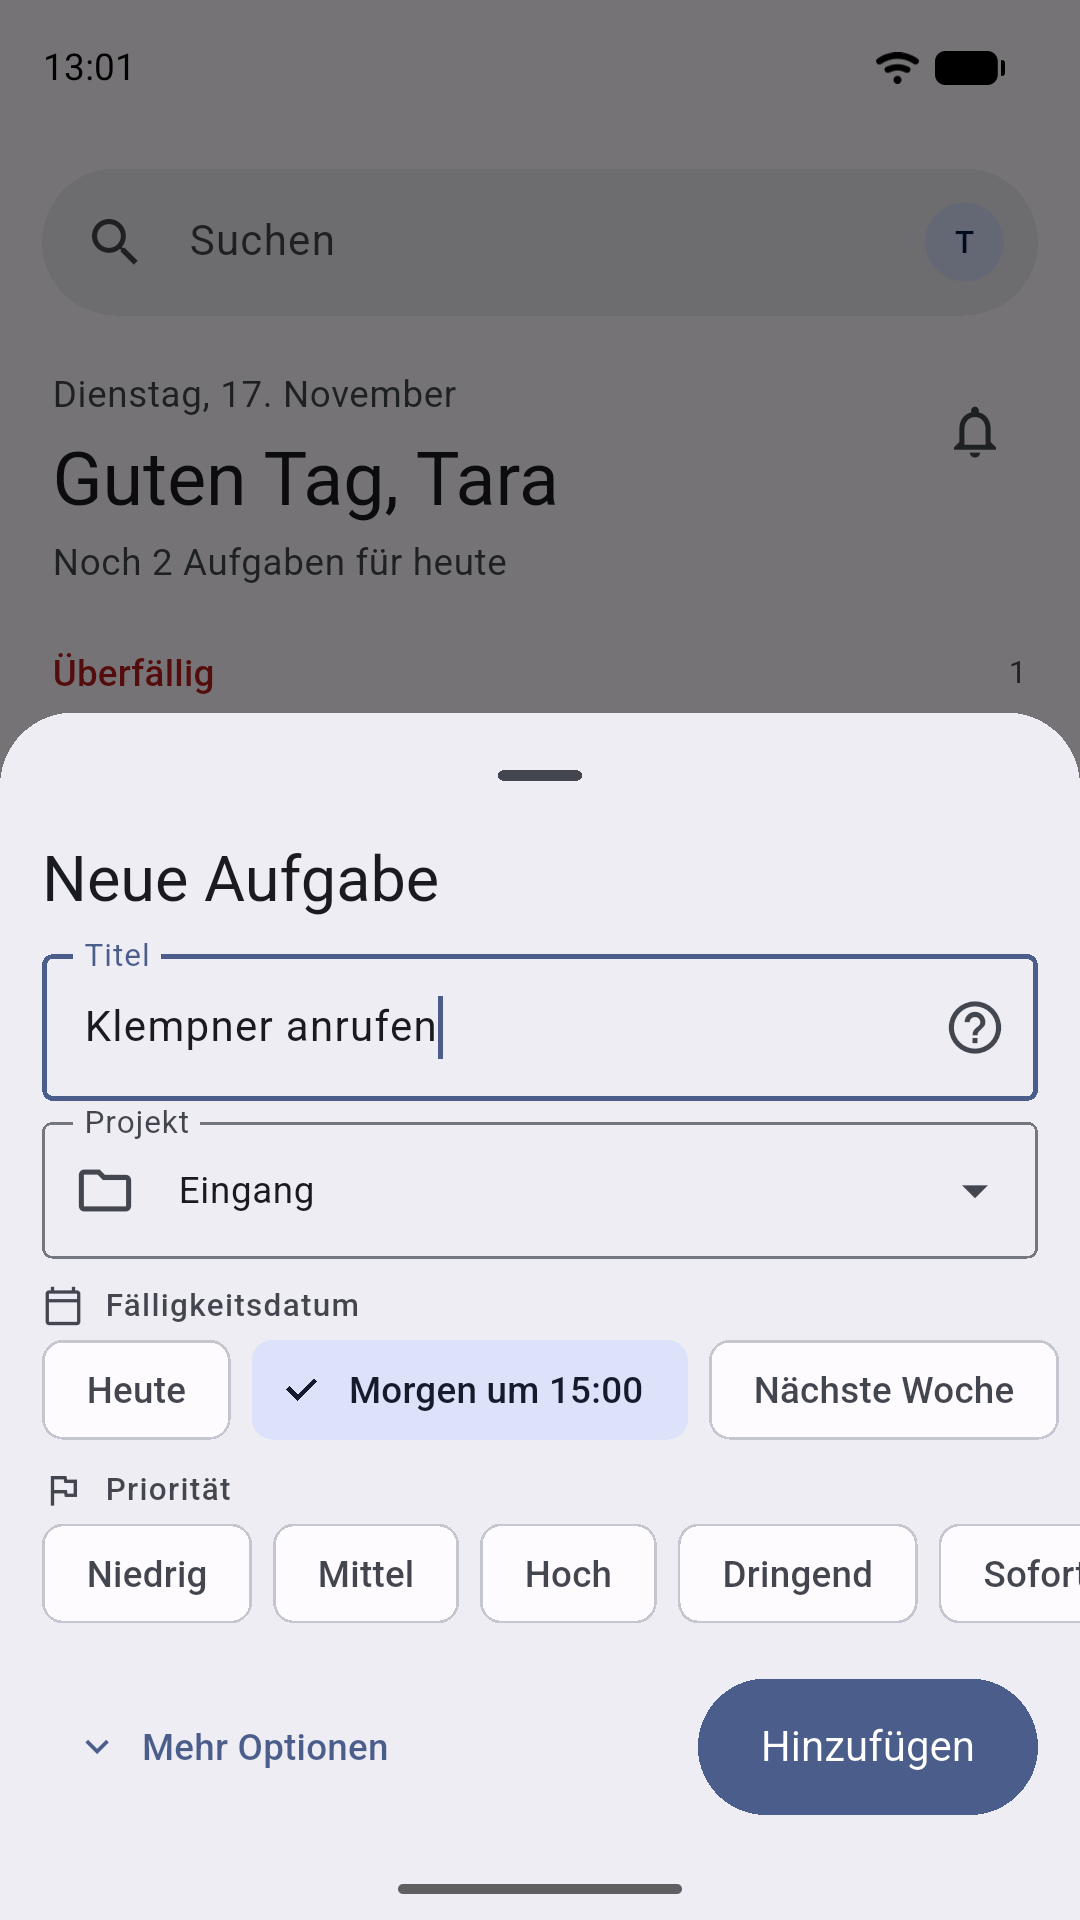 13:01
Suchen
T
Dienstag, 17. November
Guten Tag, Tara
Noch 2 Aufgaben für heute
Überfällig 1
Neue Aufgabe
Titel
Klempner anrufen
Projekt
Eingang
Fälligkeitsdatum
Heute Morgen um 15:00 Nächste Woche
Priorität
Niedrig Mittel Hoch Dringend Sofort
Mehr Optionen Hinzufügen